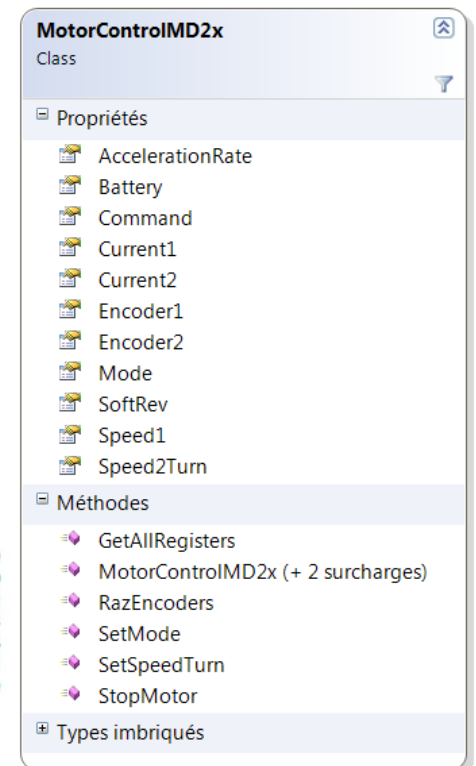 MotorControlMD2x
Class
Propriétés
AccelerationRate
Battery
Command
Current1
Current2
Encoder1
Encoder2
Mode
SoftRev
Speed1
Speed2Turn
Méthodes
GetAllRegisters
MotorControlMD2x (+ 2 surcharges)
RazEncoders
SetMode
SetSpeedTurn
StopMotor
Types imbriqués